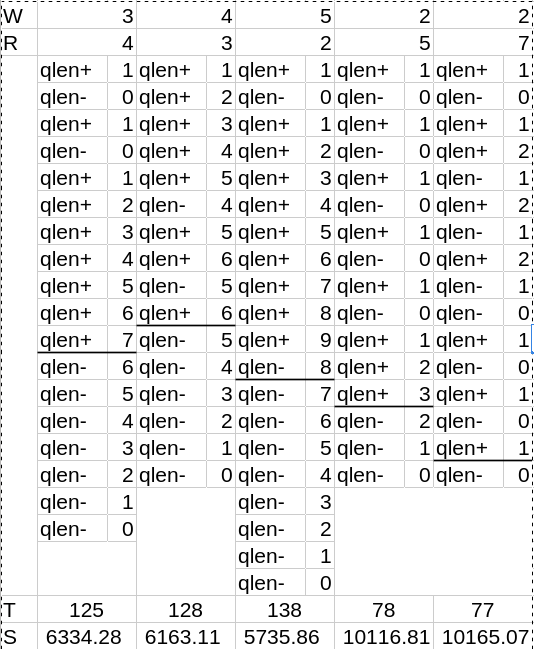 W 3 4 5 2 2
R 4 3 2 5 7
qlen+ 1 qlen+ 1 qlen+ 1 qlen+ 1 qlen+ 1
qlen- 0 qlen+ 2 qlen- 0 qlen- 0 qlen- 0
qlen+ 1 qlen+ 3 qlen+ 1 qlen+ 1 qlen+ 1
qlen- 0 qlen+ 4 qlen+ 2 qlen- 0 qlen+ 2
qlen+ 1 qlen+ 5 qlen+ 3 qlen+ 1 qlen- 1
qlen+ 2 qlen- 4 qlen+ 4 qlen- 0 qlen+ 2
qlen+ 3 qlen+ 5 qlen+ 5 qlen+ 1 qlen- 1
qlen+ 4 qlen+ 6 qlen+ 6 qlen- 0 qlen+ 2
qlen+ 5 qlen- 5 qlen+ 7 qlen+ 1 qlen- 1
qlen+ 6 qlen+ 6 qlen+ 8 qlen- 0 qlen- 0
qlen+ 7 qlen- 5 qlen+ 9 qlen+ 1 qlen+ 1
qlen- 6 qlen- 4 qlen- 8 qlen+ 2 qlen- 0
qlen- 5 qlen- 3 qlen- 7 qlen+ 3 qlen+ 1
qlen- 4 qlen- 2 qlen- 6 qlen- 2 qlen- 0
qlen- 3 qlen- 1 qlen- 5 qlen- 1 qlen+ 1
qlen- 2 qlen- 0 qlen- 4 qlen- 0 qlen- 0
qlen- 1 qlen- 3
qlen- 0 qlen- 2
qlen- 1
qlen- 0
T 125 128 138 78 77
S 6334.28 6163.11 5735.86 10116.81 10165.07